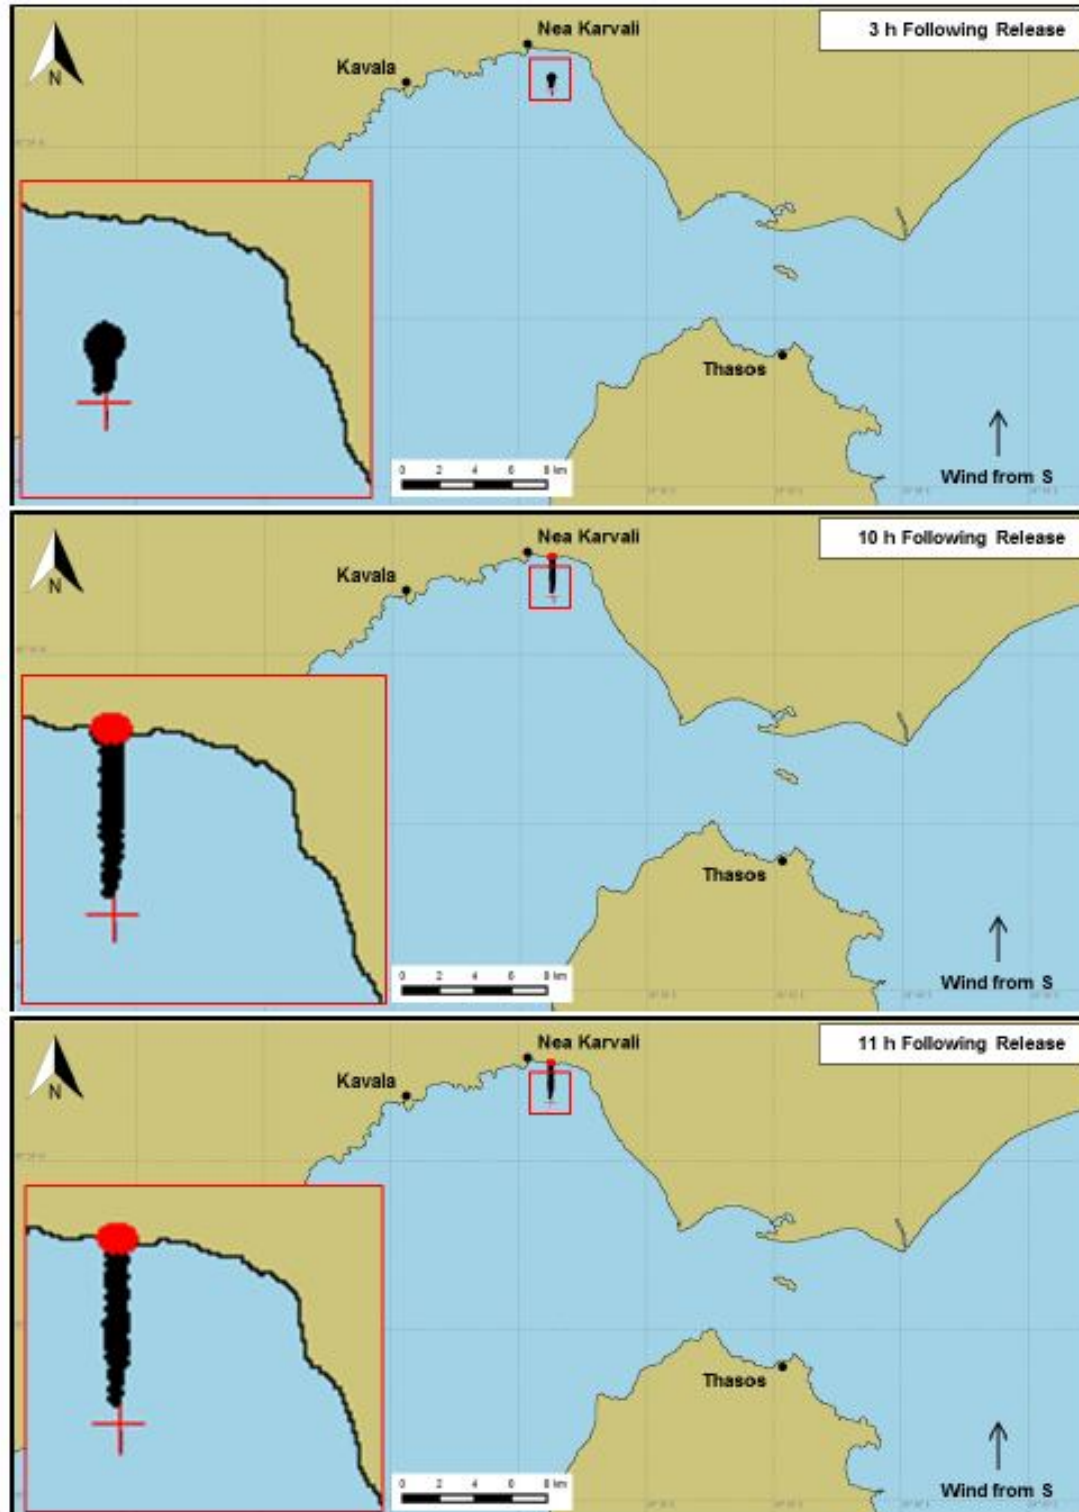 3 h Following Release
Nea Karvali
Kavala
N
Thasos
0 2 4 6 8 km
Wind from S
10 h Following Release
Nea Karvali
Kavala
N
Thasos
0 2 4 6 8 km
Wind from S
11 h Following Release
Nea Karvali
Kavala
N
Thasos
0 2 4 6 8 km
Wind from S